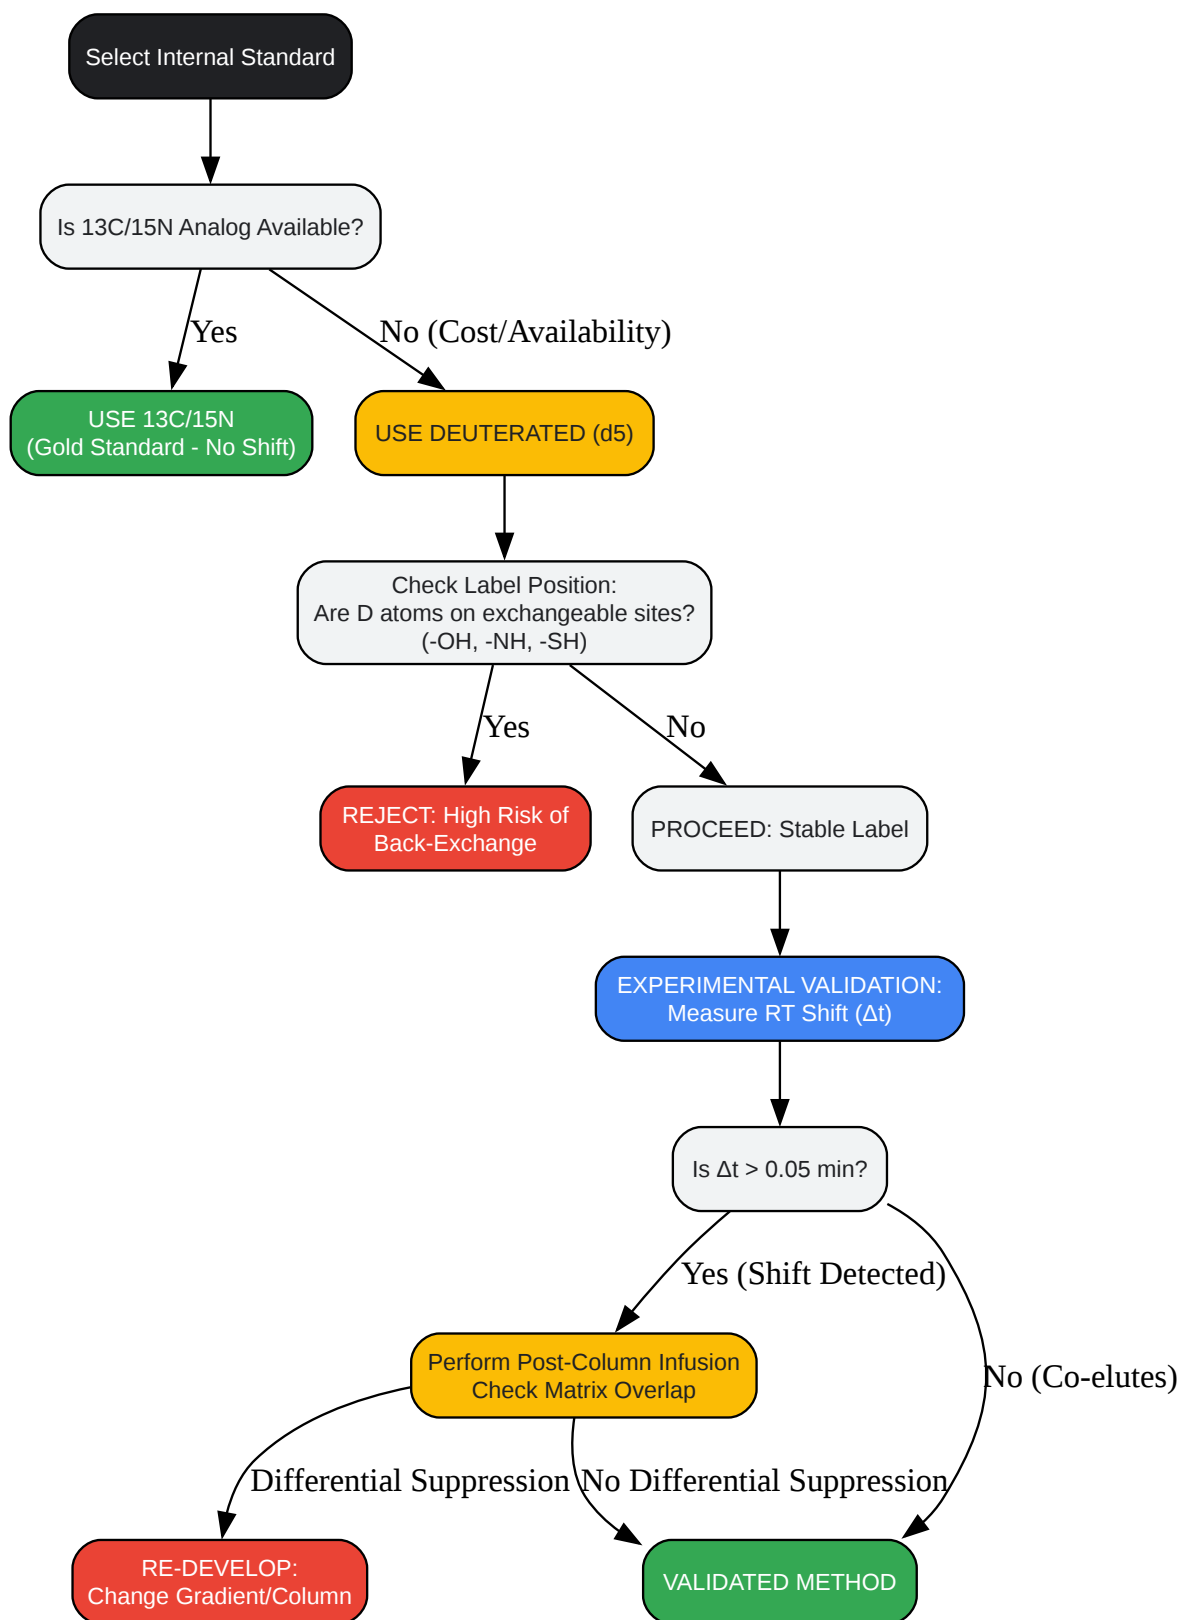 Select Internal Standard
Is 13C/15N Analog Available?
Yes
No (Cost/Availability)
USE 13C/15N
(Gold Standard - No Shift)
USE DEUTERATED (d5)
Check Label Position:
Are D atoms on exchangeable sites?
(-OH, -NH, -SH)
Yes
No
REJECT: High Risk of
Back-Exchange
PROCEED: Stable Label
EXPERIMENTAL VALIDATION:
Measure RT Shift (Δt)
Is Δt > 0.05 min?
Yes (Shift Detected)
No (Co-elutes)
Perform Post-Column Infusion
Check Matrix Overlap
Differential Suppression
No Differential Suppression
RE-DEVELOP:
Change Gradient/Column
VALIDATED METHOD